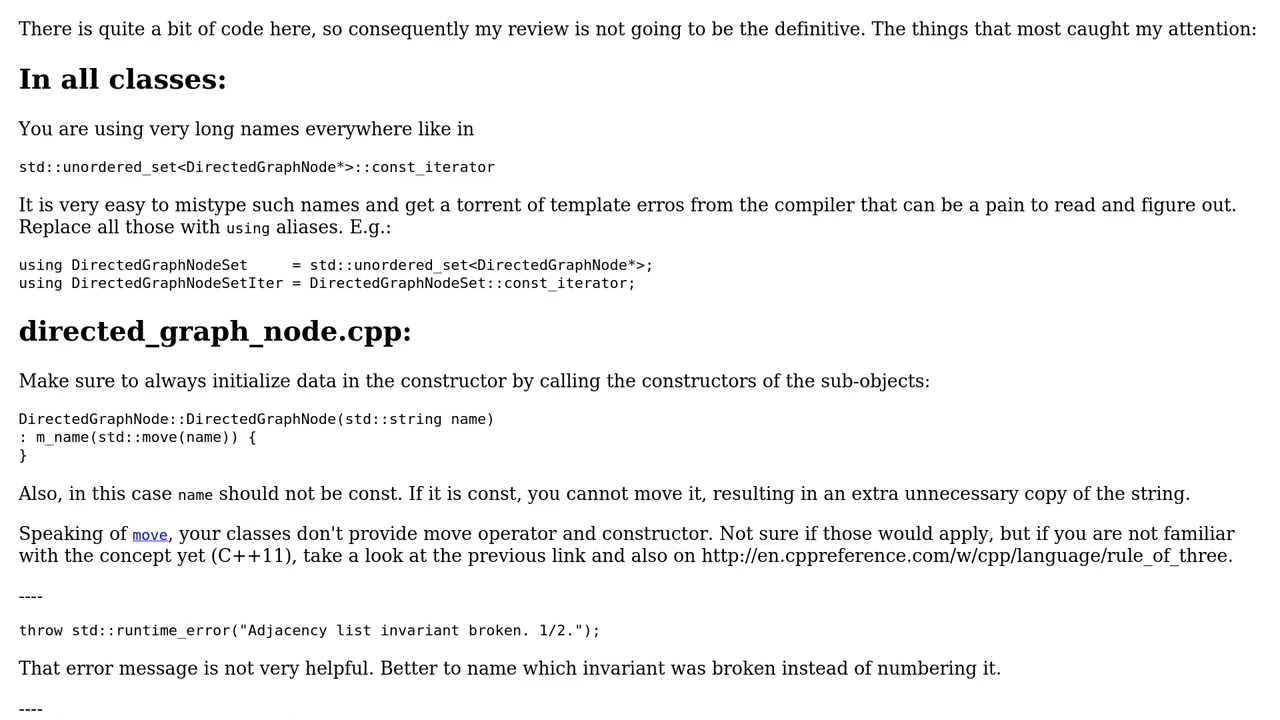 There is quite a bit of code here, so consequently my review is not going to be the definitive. The things that most caught my attention:
In all classes:
You are using very long names everywhere like in
std::unordered_set<DirectedGraphNode*>::const_iterator
It is very easy to mistype such names and get a torrent of template erros from the compiler that can be a pain to read and figure out.
Replace all those with using aliases. E.g.:
using DirectedGraphNodeSet     = std::unordered_set<DirectedGraphNode*>;
using DirectedGraphNodeSetIter = DirectedGraphNodeSet::const_iterator;
directed_graph_node.cpp:
Make sure to always initialize data in the constructor by calling the constructors of the sub-objects:
DirectedGraphNode::DirectedGraphNode(std::string name)
: m_name(std::move(name)) {
}
Also, in this case name should not be const. If it is const, you cannot move it, resulting in an extra unnecessary copy of the string.
Speaking of move, your classes don't provide move operator and constructor. Not sure if those would apply, but if you are not familiar
with the concept yet (C++11), take a look at the previous link and also on http://en.cppreference.com/w/cpp/language/rule_of_three.
----
throw std::runtime_error("Adjacency list invariant broken. 1/2.");
That error message is not very helpful. Better to name which invariant was broken instead of numbering it.
----